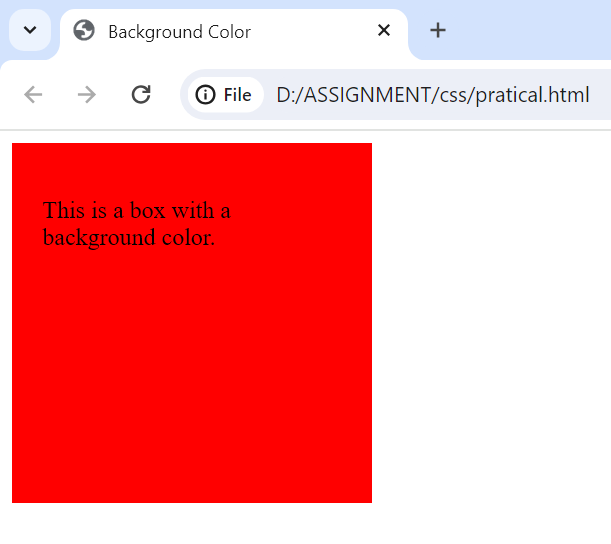 Background Color
File
D:/ASSIGNMENT/css/pratical.html
This is a box with a
background color.